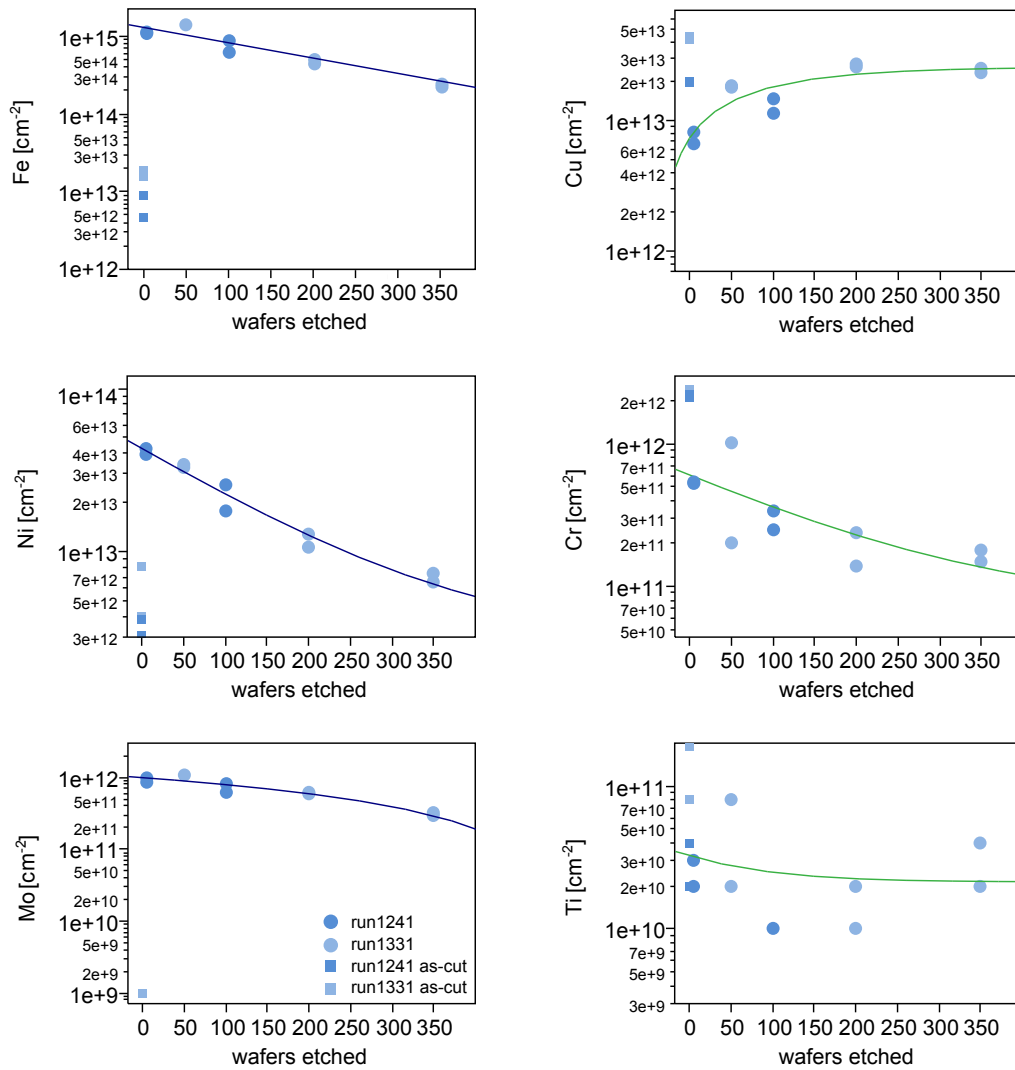 Fe [cm⁻²]
1e+15
5e+14
3e+14
1e+14
5e+13
3e+13
1e+13
5e+12
3e+12
1e+12
0 50 100 150 200 250 300 350
wafers etched
Cu [cm⁻²]
5e+13
3e+13
2e+13
1e+13
6e+12
4e+12
2e+12
1e+12
0 50 100 150 200 250 300 350
wafers etched
Ni [cm⁻²]
1e+14
6e+13
4e+13
3e+13
2e+13
1e+13
7e+12
5e+12
3e+12
0 50 100 150 200 250 300 350
wafers etched
Cr [cm⁻²]
2e+12
1e+12
7e+11
5e+11
3e+11
2e+11
1e+11
7e+10
5e+10
0 50 100 150 200 250 300 350
wafers etched
Mo [cm⁻²]
1e+12
5e+11
2e+11
1e+11
5e+10
2e+10
1e+10
5e+9
2e+9
1e+9
run1241
run1331
run1241 as-cut
run1331 as-cut
0 50 100 150 200 250 300 350
wafers etched
Ti [cm⁻²]
1e+11
7e+10
5e+10
3e+10
2e+10
1e+10
7e+9
5e+9
3e+9
0 50 100 150 200 250 300 350
wafers etched